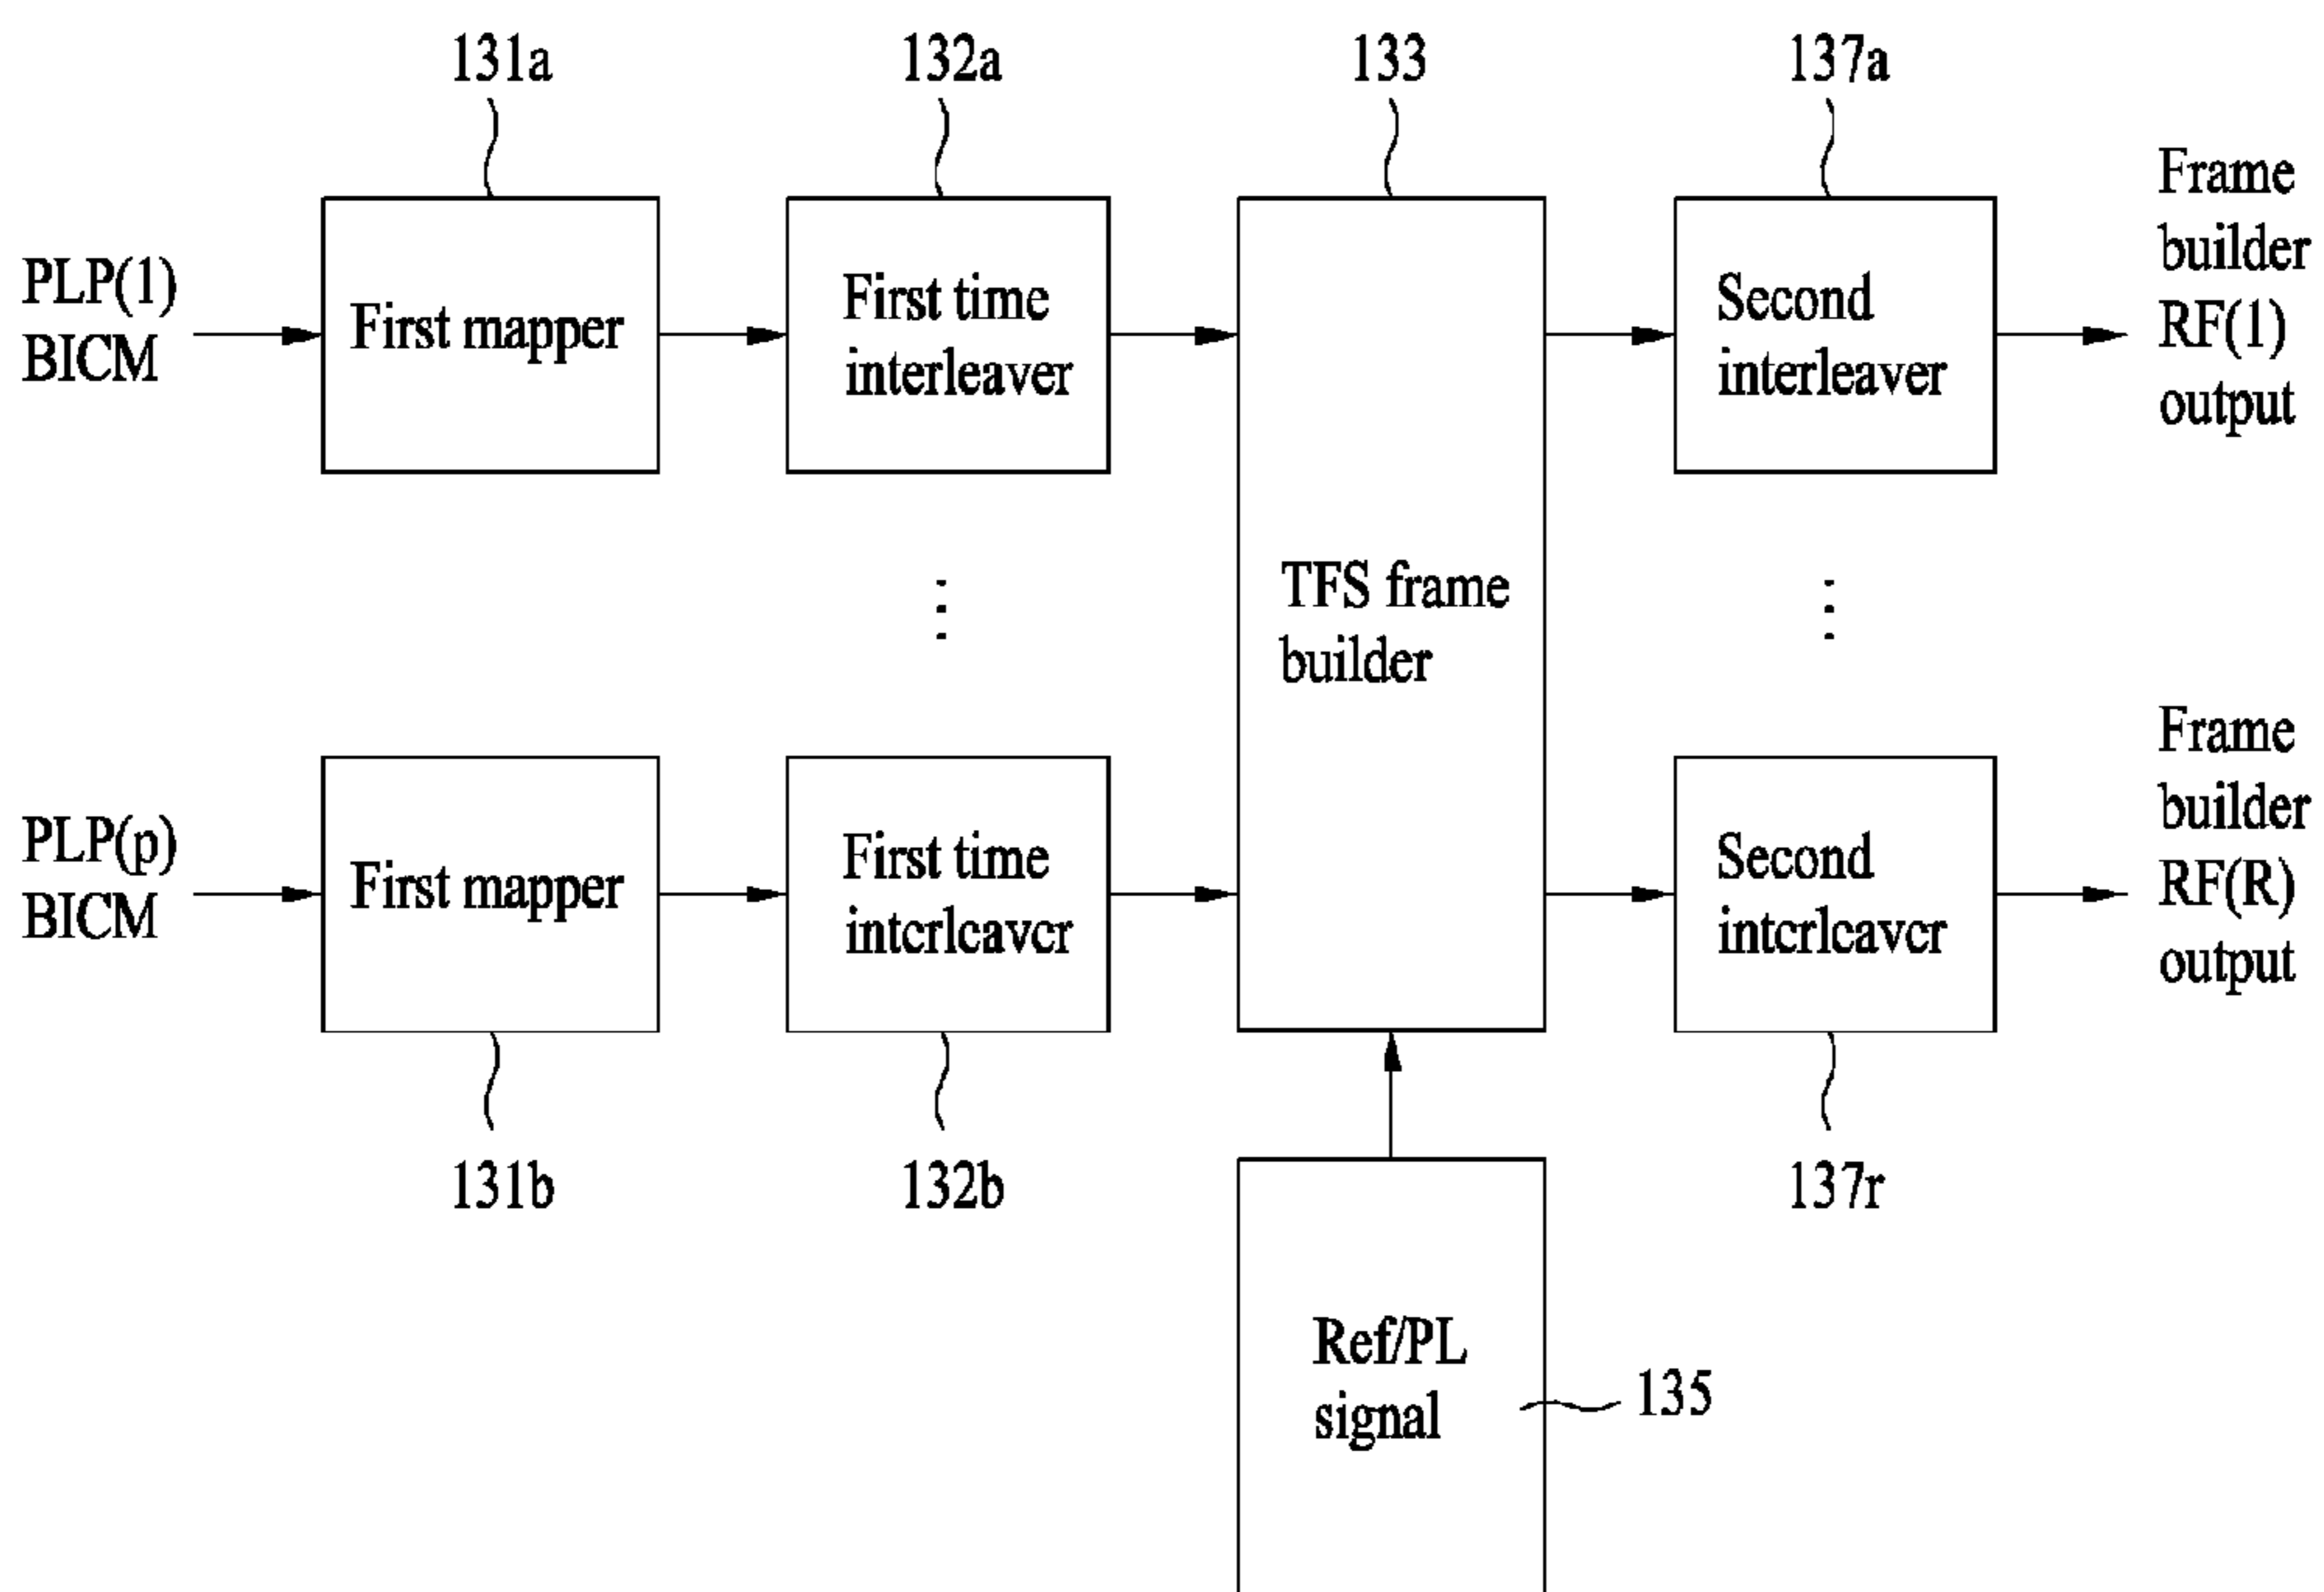 131a
132a
133
137a
PLP(1)
BICM
First mapper
First time
interleaver
TFS frame
builder
Second
interleaver
Frame
builder
RF(1)
output
PLP(p)
BICM
First mapper
First time
interleaver
Second
interleaver
Frame
builder
RF(R)
output
131b
132b
137r
Ref/PL
signal
135